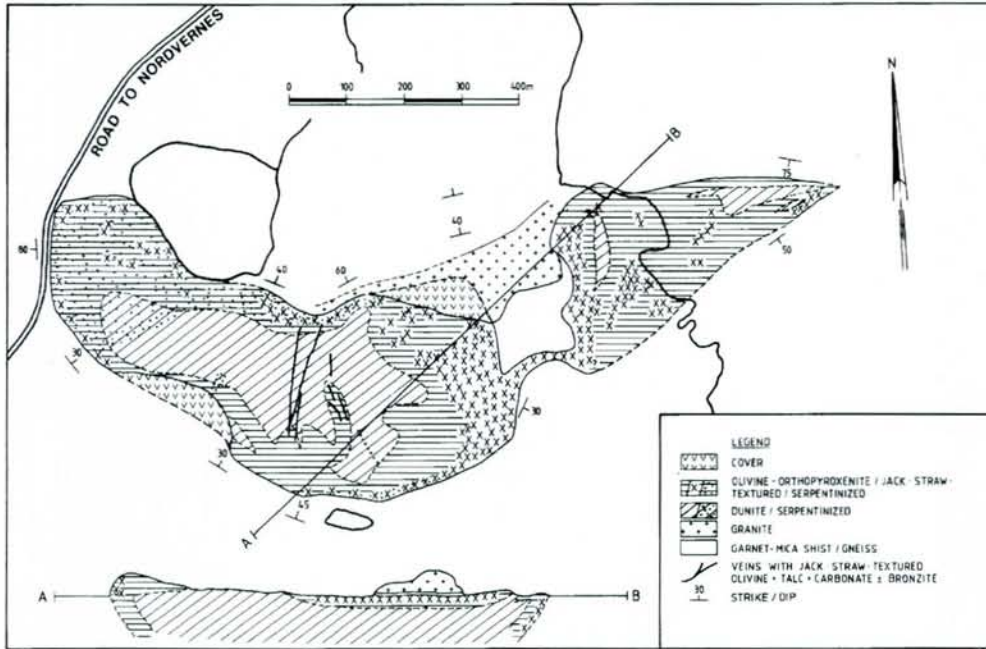 ROAD TO NORDVERNES
0 100 200 300 400m
N
B
75
40
80
40
60
50
30
30
30
45
A
LEGEND
COVER
OLIVINE - ORTHOPYROXENITE / JACK - STRAW -
TEXTURED / SERPENTINIZED
DUNITE / SERPENTINIZED
GRANITE
GARNET-MICA SHIST / GNEISS
VEINS WITH JACK-STRAW-TEXTURED
OLIVINE + TALC + CARBONATE ± BRONZITE
30
STRIKE / DIP
A B